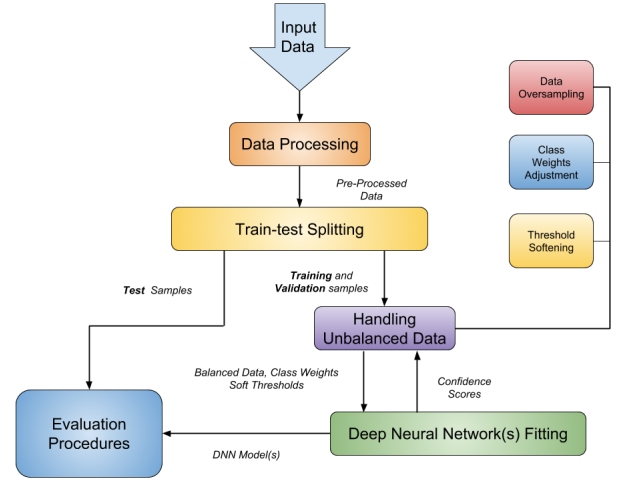 Input
Data
Data
Oversampling
Data Processing
Class
Weights
Adjustment
Pre-Processed
Data
Train-test Splitting
Threshold
Softening
Test Samples
Training and
Validation samples
Handling
Unbalanced Data
Balanced Data, Class Weights
Soft Thresholds
Confidence
Scores
Evaluation
Procedures
Deep Neural Network(s) Fitting
DNN Model(s)